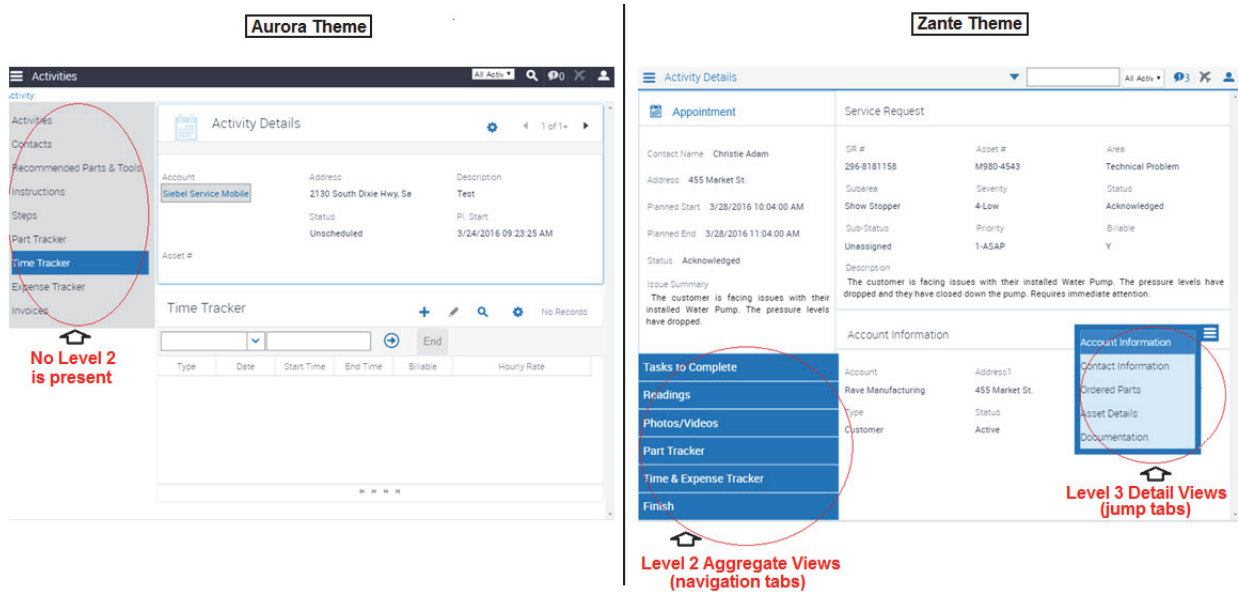 Aurora Theme
Activities
All Activ
0
ctivity:
Activities
Contacts
Recommended Parts & Tools
Instructions
Steps
Part Tracker
Time Tracker
Expense Tracker
Invoices
No Level 2
is present
Activity Details
1 of 1+
Account
Address
Description
Siebel Service Mobile
2130 South Dixie Hwy, Sa
Test
Status
Pl. Start
Unscheduled
3/24/2016 09:23:25 AM
Asset #
Time Tracker
No Records
End
Type Date Start Time End Time Billable Hourly Rate
Zante Theme
Activity Details
All Activ
3
Appointment
Contact Name Christie Adam
Address 455 Market St.
Planned Start 3/28/2016 10:04:00 AM
Planned End 3/28/2016 11:04:00 AM
Status Acknowledged
Issue Summary
The customer is facing issues with their
installed Water Pump. The pressure levels
have dropped.
Tasks to Complete
Readings
Photos/Videos
Part Tracker
Time & Expense Tracker
Finish
Level 2 Aggregate Views
(navigation tabs)
Service Request
SR # Asset # Area
296-8181158 M980-4543 Technical Problem
Subarea Severity Status
Show Stopper 4-Low Acknowledged
Sub-Status Priority Billable
Unassigned 1-ASAP Y
Description
The customer is facing issues with their installed Water Pump. The pressure levels have
dropped and they have closed down the pump. Requires immediate attention.
Account Information
Account Address1
Rave Manufacturing 455 Market St.
Type Status
Customer Active
Account Information
Contact Information
Ordered Parts
Asset Details
Documentation
Level 3 Detail Views
(jump tabs)